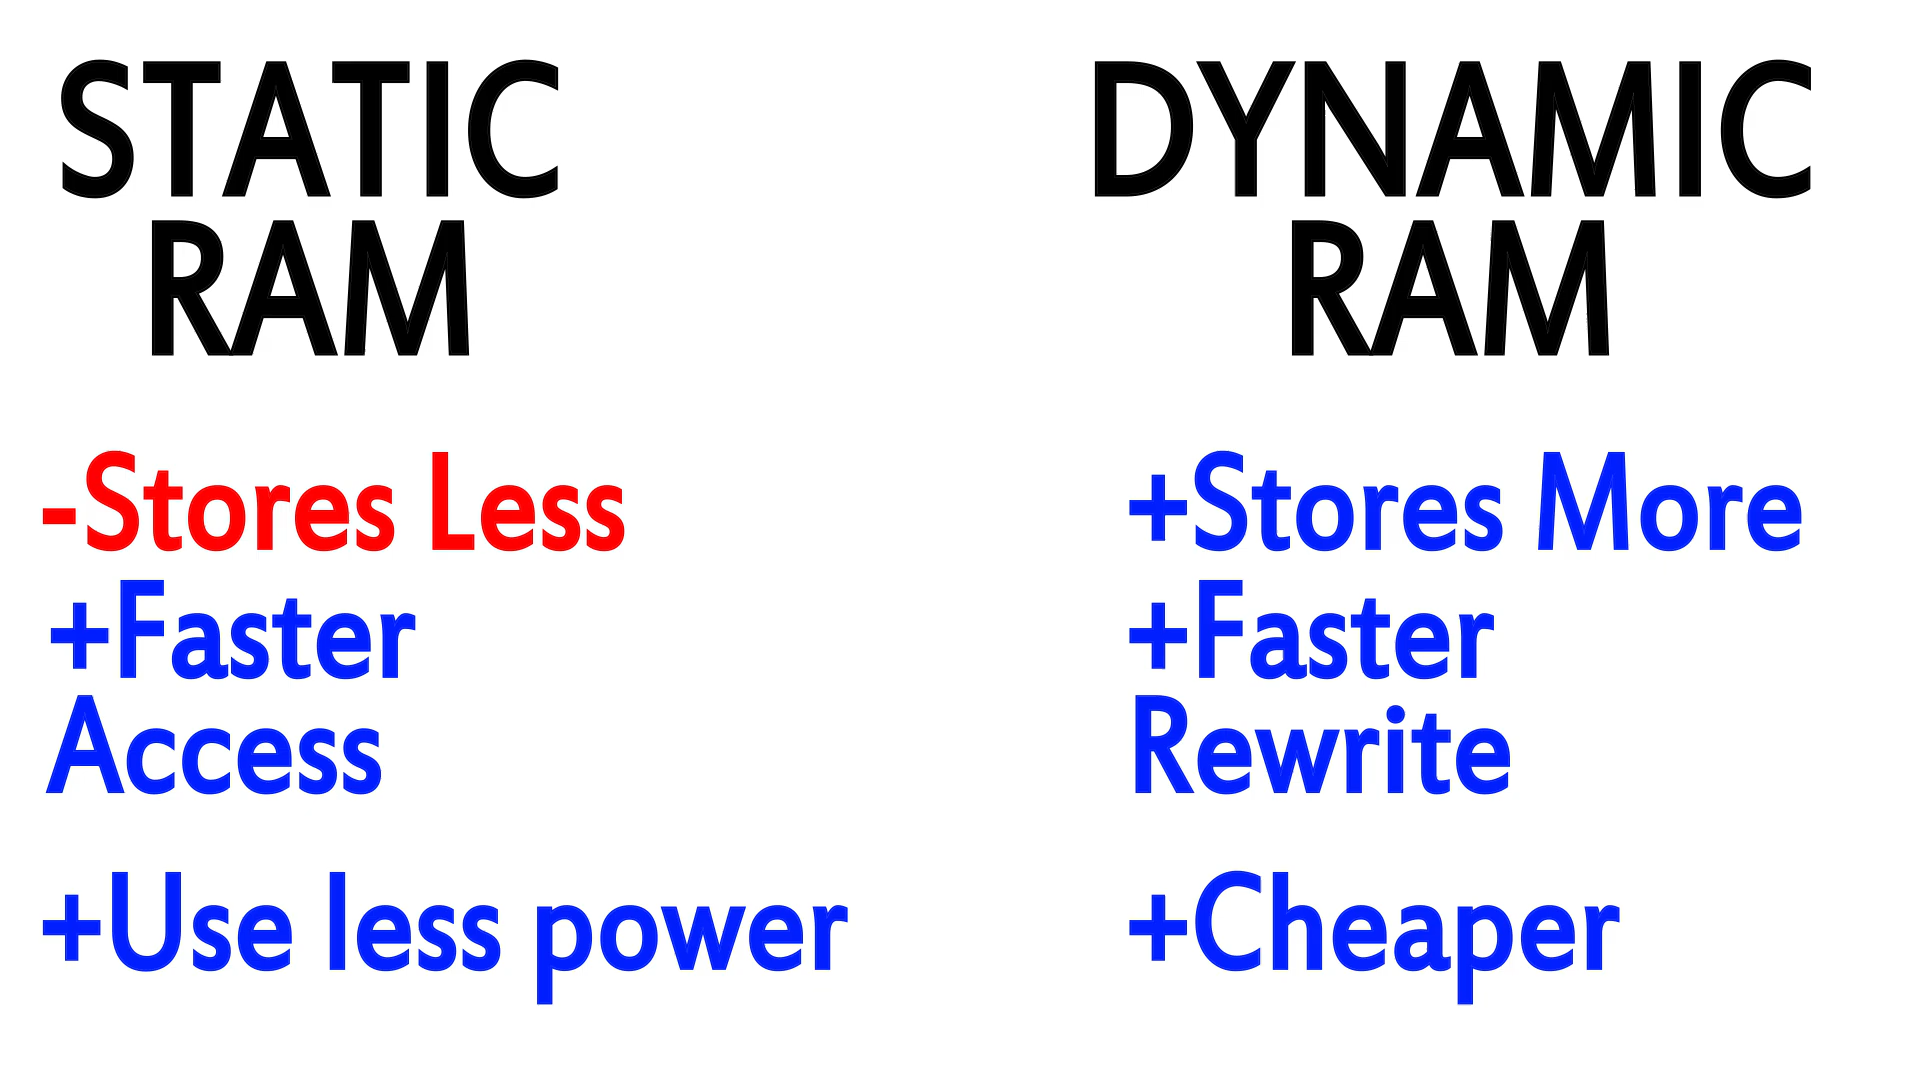 STATIC
RAM
-Stores Less
+Faster
Access
+Use less power
DYNAMIC
RAM
+Stores More
+Faster
Rewrite
+Cheaper